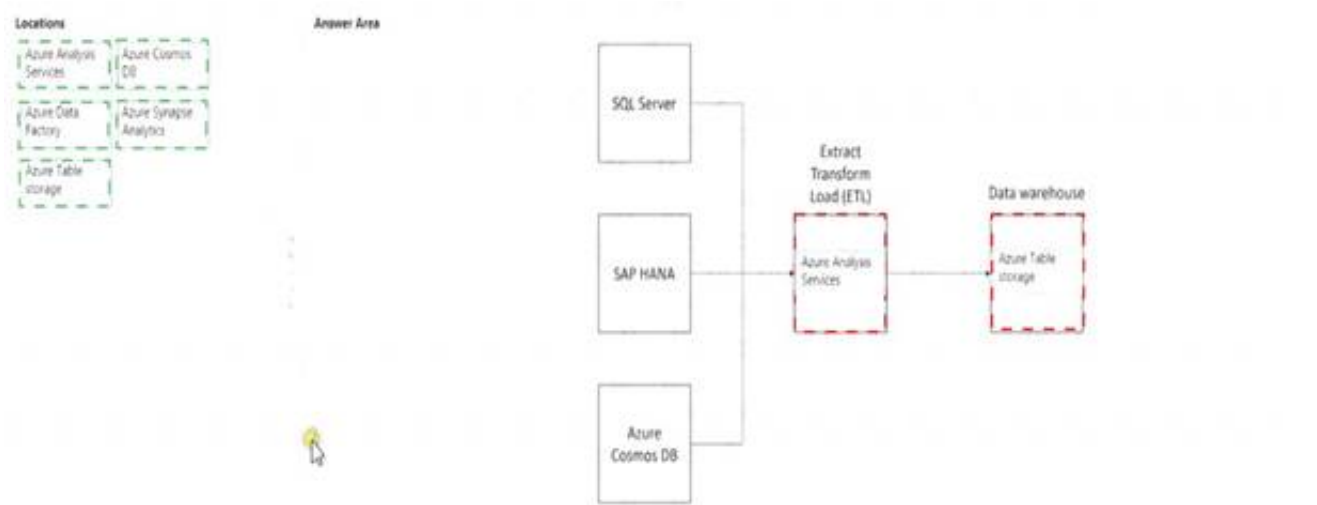 Locations
Answer Area
Azure Analysis
Services
Azure Cosmos
DB
Azure Data
Factory
Azure Synapse
Analytics
Azure Table
storage
SQL Server
SAP HANA
Azure
Cosmos DB
Extract
Transform
Load (ETL)
Azure Analysis
Services
Data warehouse
Azure Table
storage